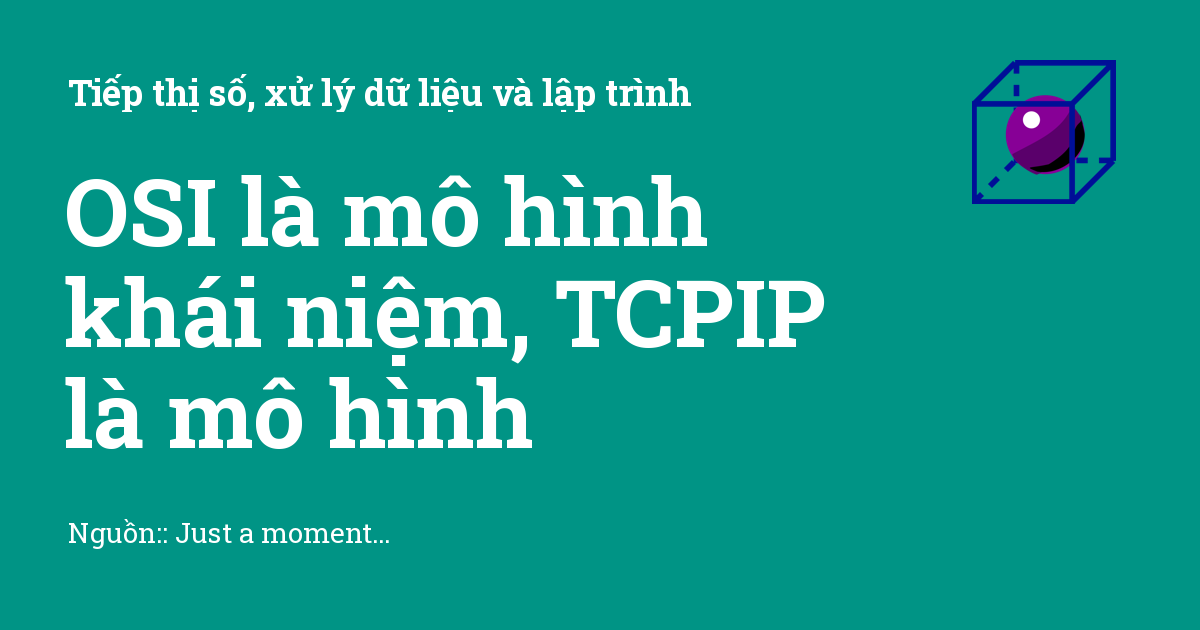 Tiếp thị số, xử lý dữ liệu và lập trình
OSI là mô hình
khái niệm, TCPIP
là mô hình
Nguồn:: Just a moment...